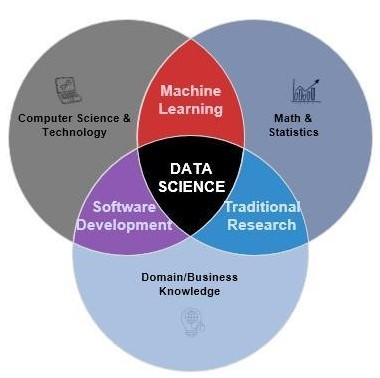 Machine
Learning
Computer Science &
Technology
Math &
Statistics
DATA
SCIENCE
Software
Development
Traditional
Research
Domain/Business
Knowledge